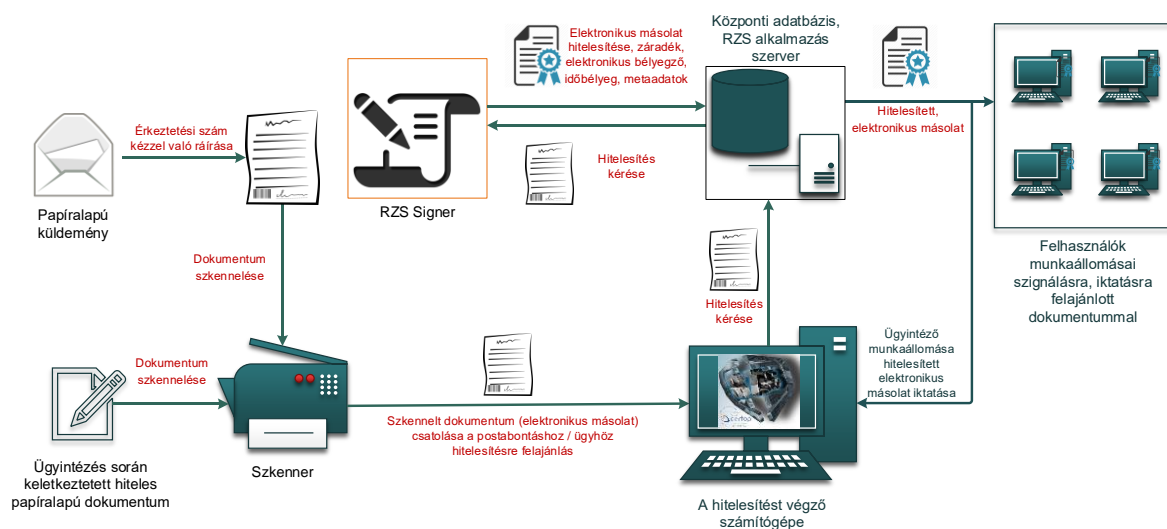 Elektronikus másolat
hitelesítése, záradék,
elektronikus bélyegző,
időbélyeg, metaadatok
Központi adatbázis,
RZS alkalmazás
szerver
Érkeztetési szám
kézzel való ráírása
Hitelesített,
elektronikus másolat
Hitelesítés
kérése
Papíralapú
küldemény
RZS Signer
Dokumentum
szkennelése
Felhasználók
munkaállomásai
szignálásra, iktatásra
felajánlott
dokumentummal
Hitelesítés
kérése
Ügyintéző
munkaállomása
hitelesített
elektronikus
másolat iktatása
Dokumentum
szkennelése
Szkennelt dokumentum (elektronikus másolat)
csatolása a postabontáshoz / ügyhöz
hitelesítésre felajánlás
Szkenner
Ügyintézés során
keletkeztetett hiteles
papíralapú dokumentum
A hitelesítést végző
számítógépe